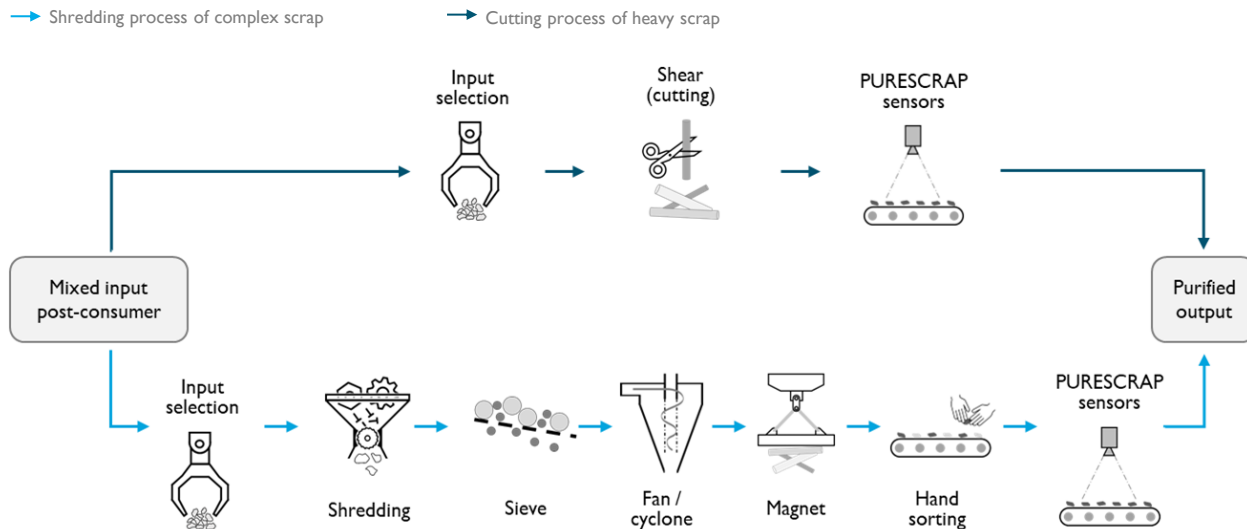 Shredding process of complex scrap
Cutting process of heavy scrap
Input
selection
Shear
(cutting)
PURESCRAP
sensors
Mixed input
post-consumer
Purified
output
Input
selection
Shredding
Sieve
Fan /
cyclone
Magnet
Hand
sorting
PURESCRAP
sensors